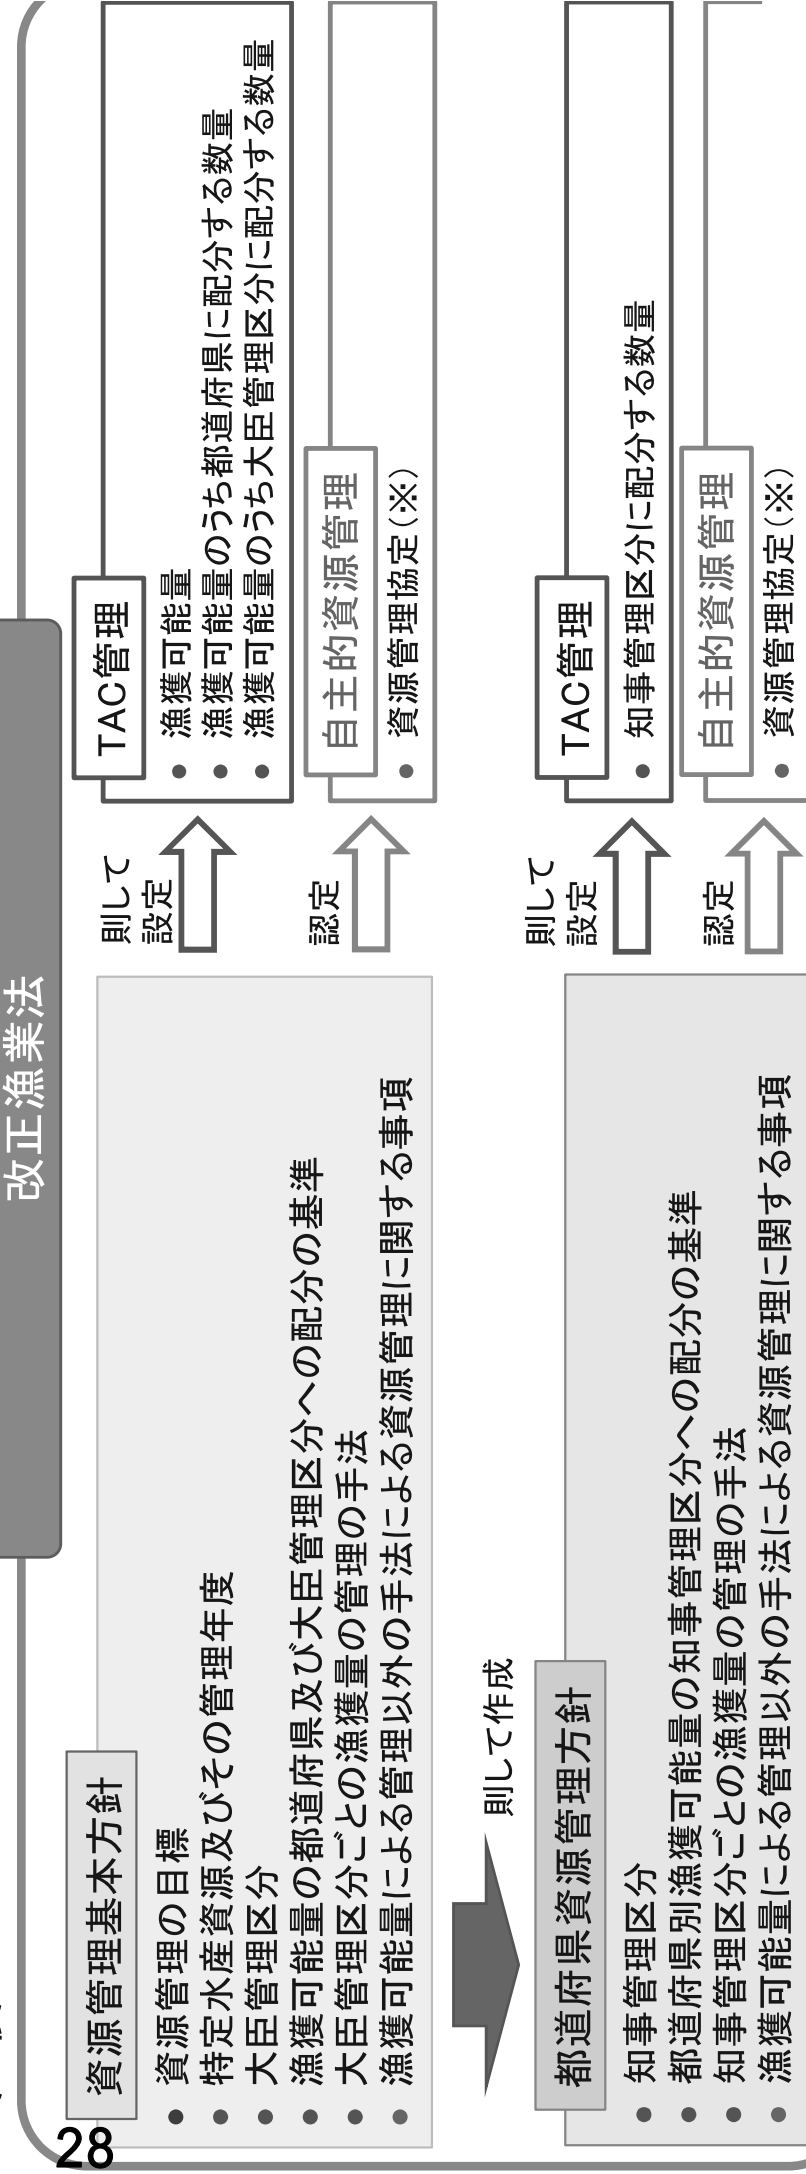 改正漁業法
資源管理基本方針
● 資源管理の目標
● 特定水産資源及びその管理年度
● 大臣管理区分
● 漁獲可能量の都道府県及び大臣管理区分への配分の基準
● 大臣管理区分ごとの漁獲量の管理の手法
● 漁獲可能量による管理以外の手法による資源管理に関する事項
則して
設定
TAC管理
● 漁獲可能量
● 漁獲可能量のうち都道府県に配分する数量
● 漁獲可能量のうち大臣管理区分に配分する数量
認定
自主的資源管理
● 資源管理協定(※)
則して作成
都道府県資源管理方針
● 知事管理区分
● 都道府県別漁獲可能量の知事管理区分への配分の基準
● 知事管理区分ごとの漁獲量の管理の手法
● 漁獲可能量による管理以外の手法による資源管理に関する事項
則して
設定
TAC管理
● 知事管理区分に配分する数量
認定
自主的資源管理
● 資源管理協定(※)
28